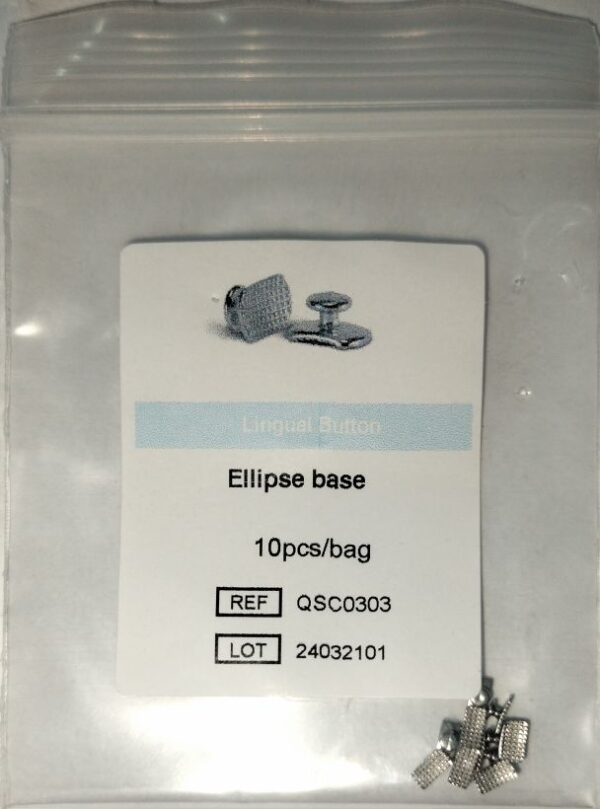 Lingual Button
Ellipse base
10pcs/bag
REF QSC0303
LOT 24032101